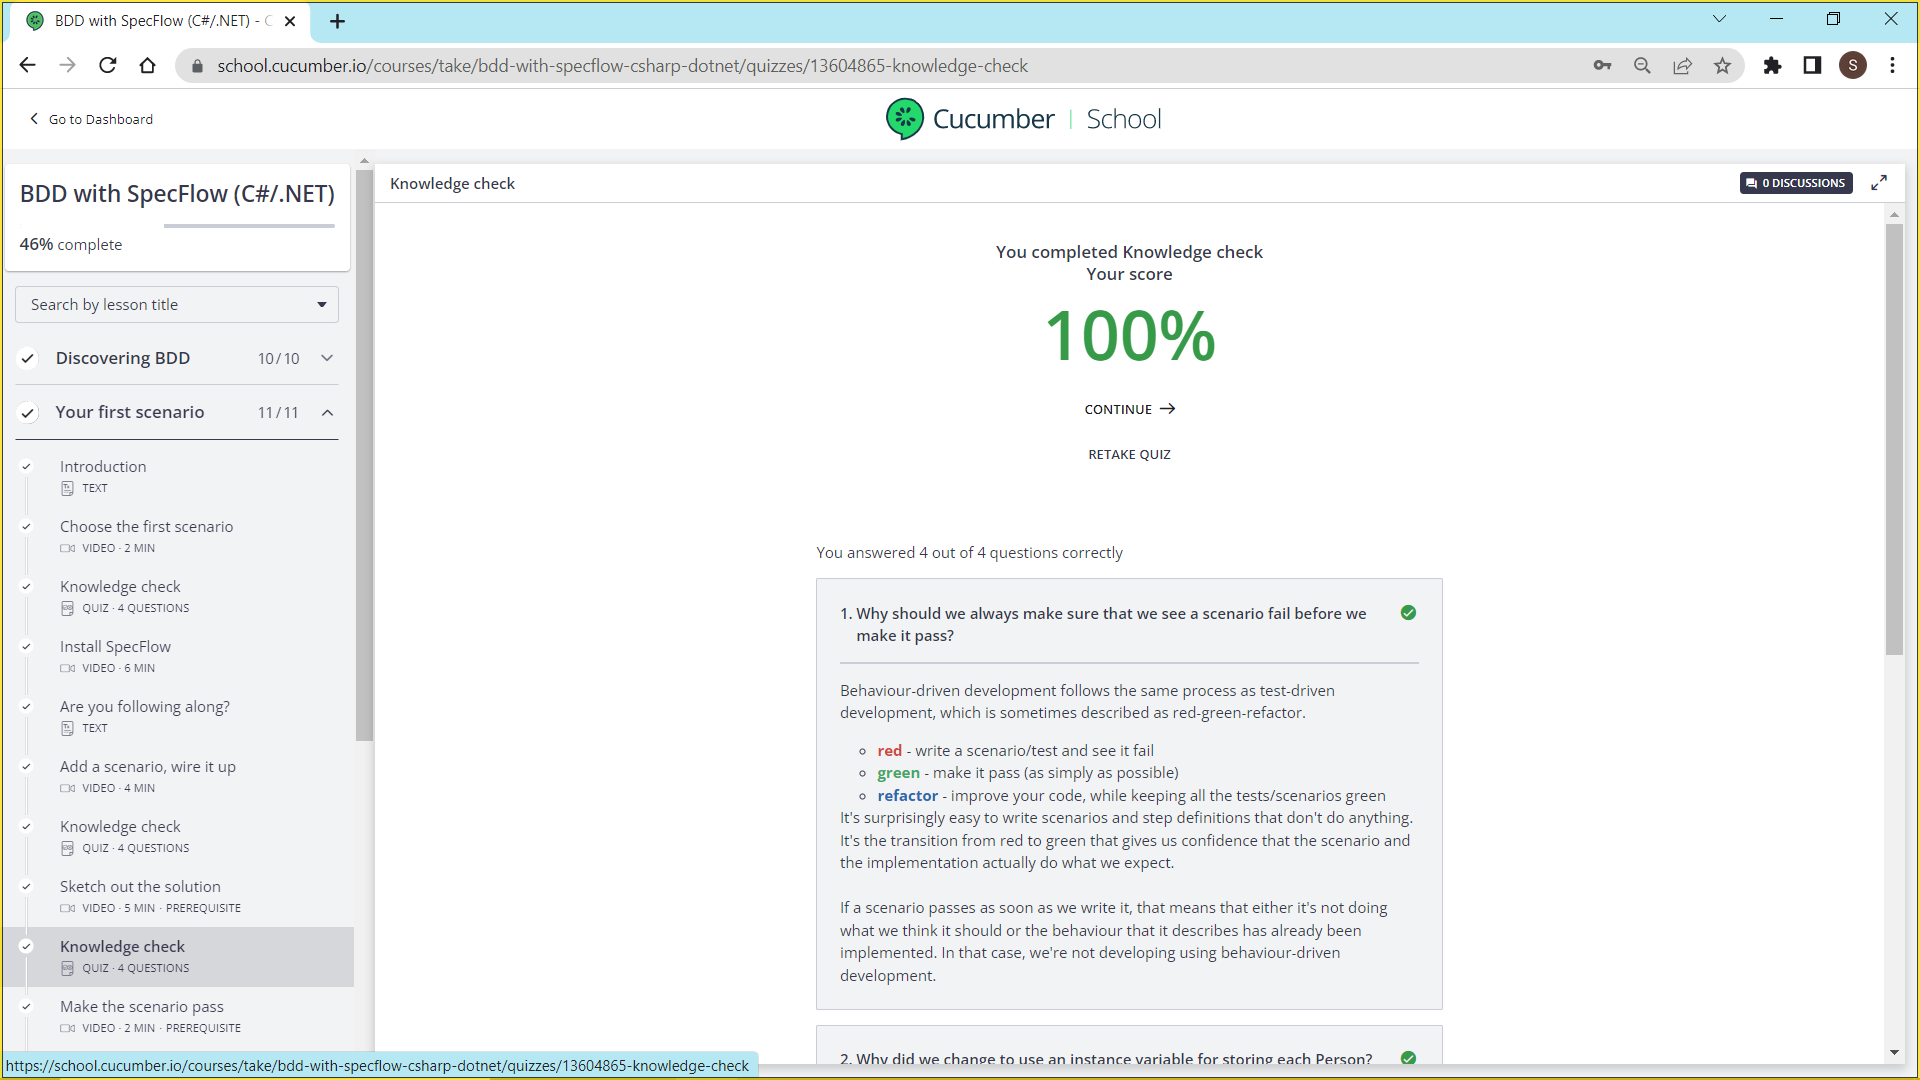 BDD with SpecFlow (C#/.NET) - C
school.cucumber.io/courses/take/bdd-with-specflow-csharp-dotnet/quizzes/13604865-knowledge-check
S
Go to Dashboard
Cucumber | School
BDD with SpecFlow (C#/.NET)
46% complete
Search by lesson title
Discovering BDD 10 / 10
Your first scenario 11 / 11
Introduction
TEXT
Choose the first scenario
VIDEO · 2 MIN
Knowledge check
QUIZ · 4 QUESTIONS
Install SpecFlow
VIDEO · 6 MIN
Are you following along?
TEXT
Add a scenario, wire it up
VIDEO · 4 MIN
Knowledge check
QUIZ · 4 QUESTIONS
Sketch out the solution
VIDEO · 5 MIN · PREREQUISITE
Knowledge check
QUIZ · 4 QUESTIONS
Make the scenario pass
VIDEO · 2 MIN · PREREQUISITE
Knowledge check
0 DISCUSSIONS
You completed Knowledge check
Your score
100%
CONTINUE
RETAKE QUIZ
You answered 4 out of 4 questions correctly
1. Why should we always make sure that we see a scenario fail before we
make it pass?
Behaviour-driven development follows the same process as test-driven
development, which is sometimes described as red-green-refactor.
red - write a scenario/test and see it fail
green - make it pass (as simply as possible)
refactor - improve your code, while keeping all the tests/scenarios green
It's surprisingly easy to write scenarios and step definitions that don't do anything.
It's the transition from red to green that gives us confidence that the scenario and
the implementation actually do what we expect.
If a scenario passes as soon as we write it, that means that either it's not doing
what we think it should or the behaviour that it describes has already been
implemented. In that case, we're not developing using behaviour-driven
development.
2. Why did we change to use an instance variable for storing each Person?
https://school.cucumber.io/courses/take/bdd-with-specflow-csharp-dotnet/quizzes/13604865-knowledge-check